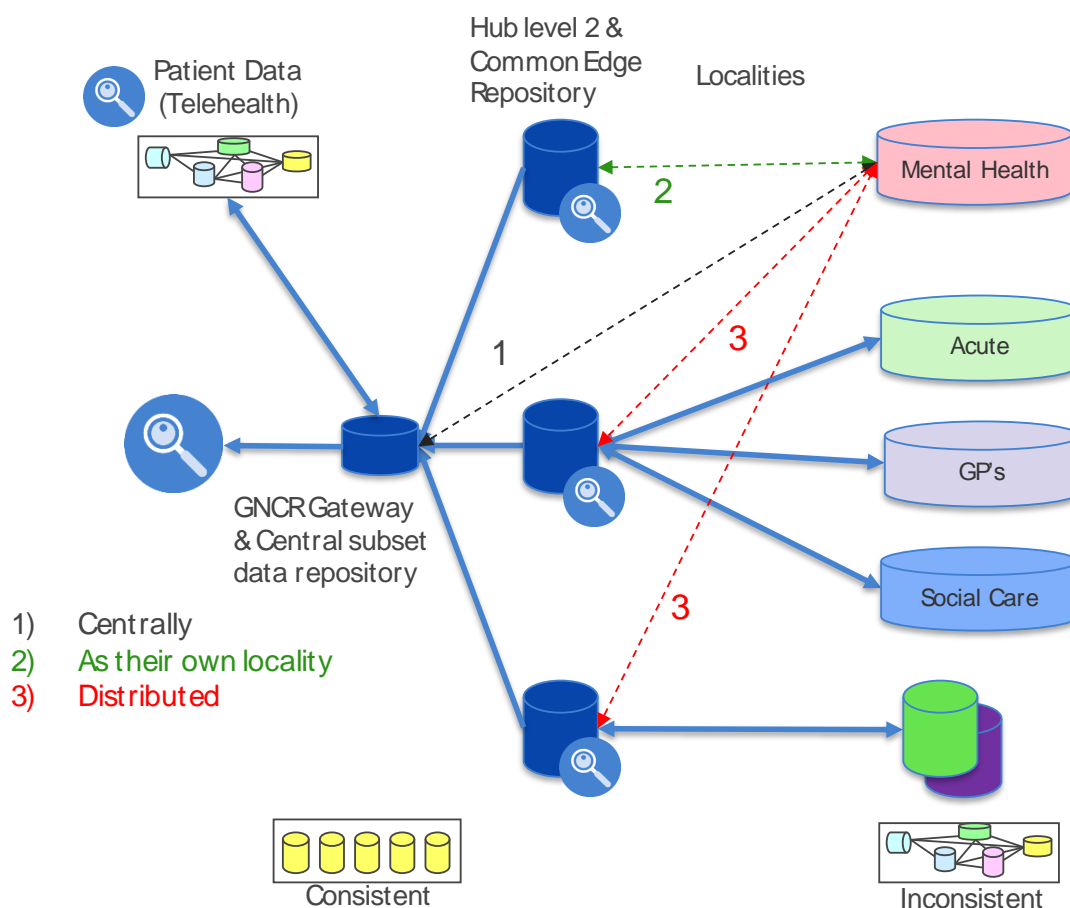 Patient Data
(Telehealth)
Hub level 2 &
Common Edge
Repository
Localities
Mental Health
2
1
3
Acute
GP's
GNCR Gateway
& Central subset
data repository
Social Care
3
1) Centrally
2) As their own locality
3) Distributed
Consistent
Inconsistent